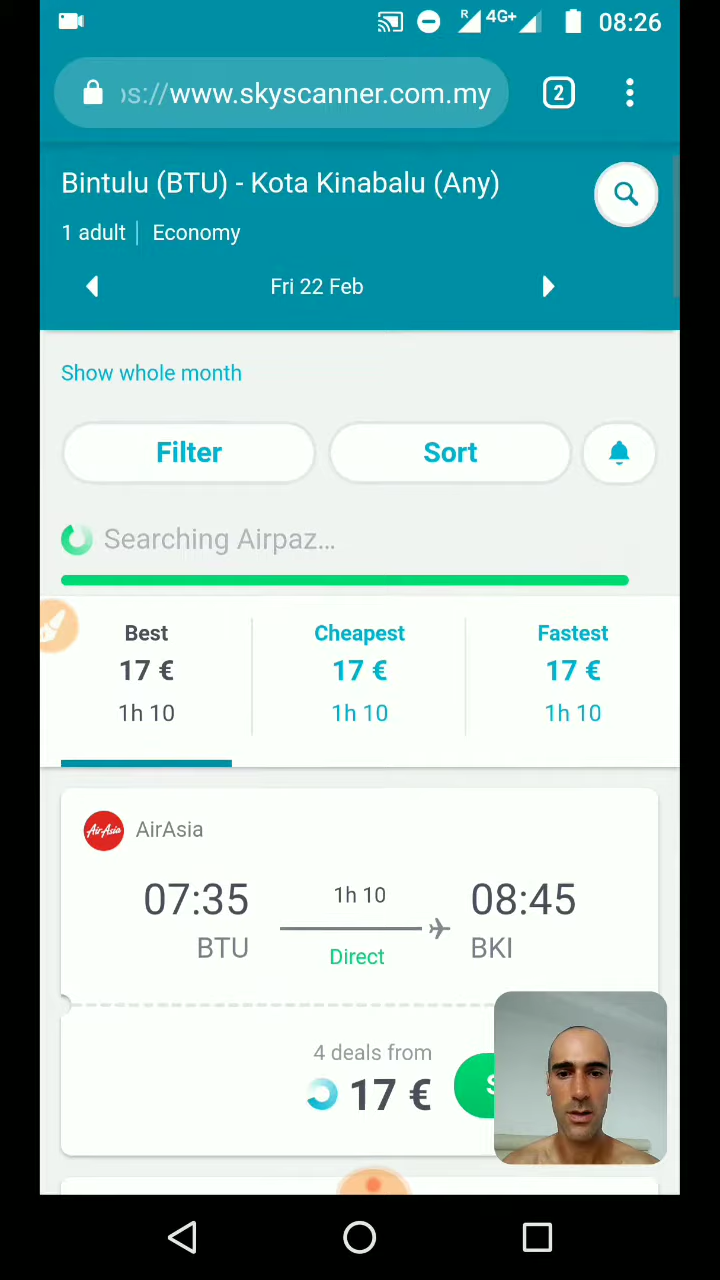 R 4G+ 08:26
ps://www.skyscanner.com.my 2
Bintulu (BTU) - Kota Kinabalu (Any)
1 adult | Economy
Fri 22 Feb
Show whole month
Filter Sort
Searching Airpaz...
Best Cheapest Fastest
17 € 17 € 17 €
1h 10 1h 10 1h 10
AirAsia AirAsia
07:35 1h 10 08:45
BTU Direct BKI
4 deals from
17 € S